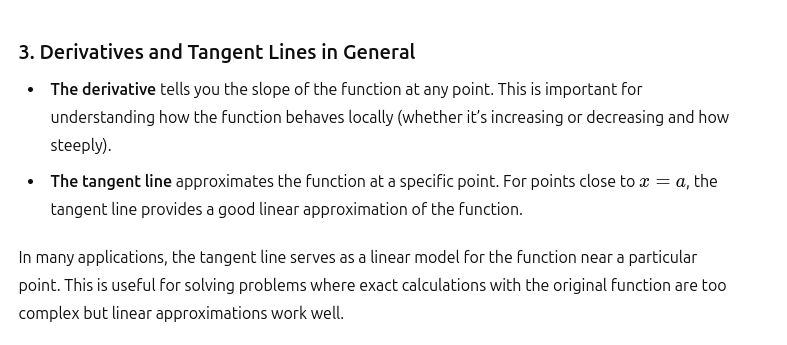 3. Derivatives and Tangent Lines in General
• The derivative tells you the slope of the function at any point. This is important for
understanding how the function behaves locally (whether it’s increasing or decreasing and how
steeply).
• The tangent line approximates the function at a specific point. For points close to x = a, the
tangent line provides a good linear approximation of the function.
In many applications, the tangent line serves as a linear model for the function near a particular
point. This is useful for solving problems where exact calculations with the original function are too
complex but linear approximations work well.